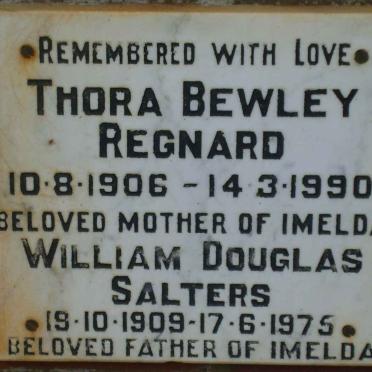 REMEMBERED WITH LOVE
THORA BEWLEY
REGNARD
10·8·1906 - 14·3·1990
BELOVED MOTHER OF IMELDA
WILLIAM DOUGLAS
SALTERS
19·10·1909-17·6·1975
BELOVED FATHER OF IMELDA